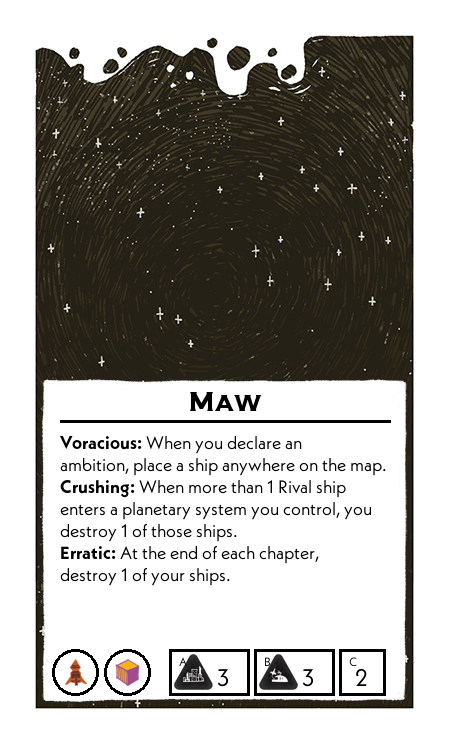 Maw
Voracious: When you declare an
ambition, place a ship anywhere on the map.
Crushing: When more than 1 Rival ship
enters a planetary system you control, you
destroy 1 of those ships.
Erratic: At the end of each chapter,
destroy 1 of your ships.
A 3 B 3 C 2